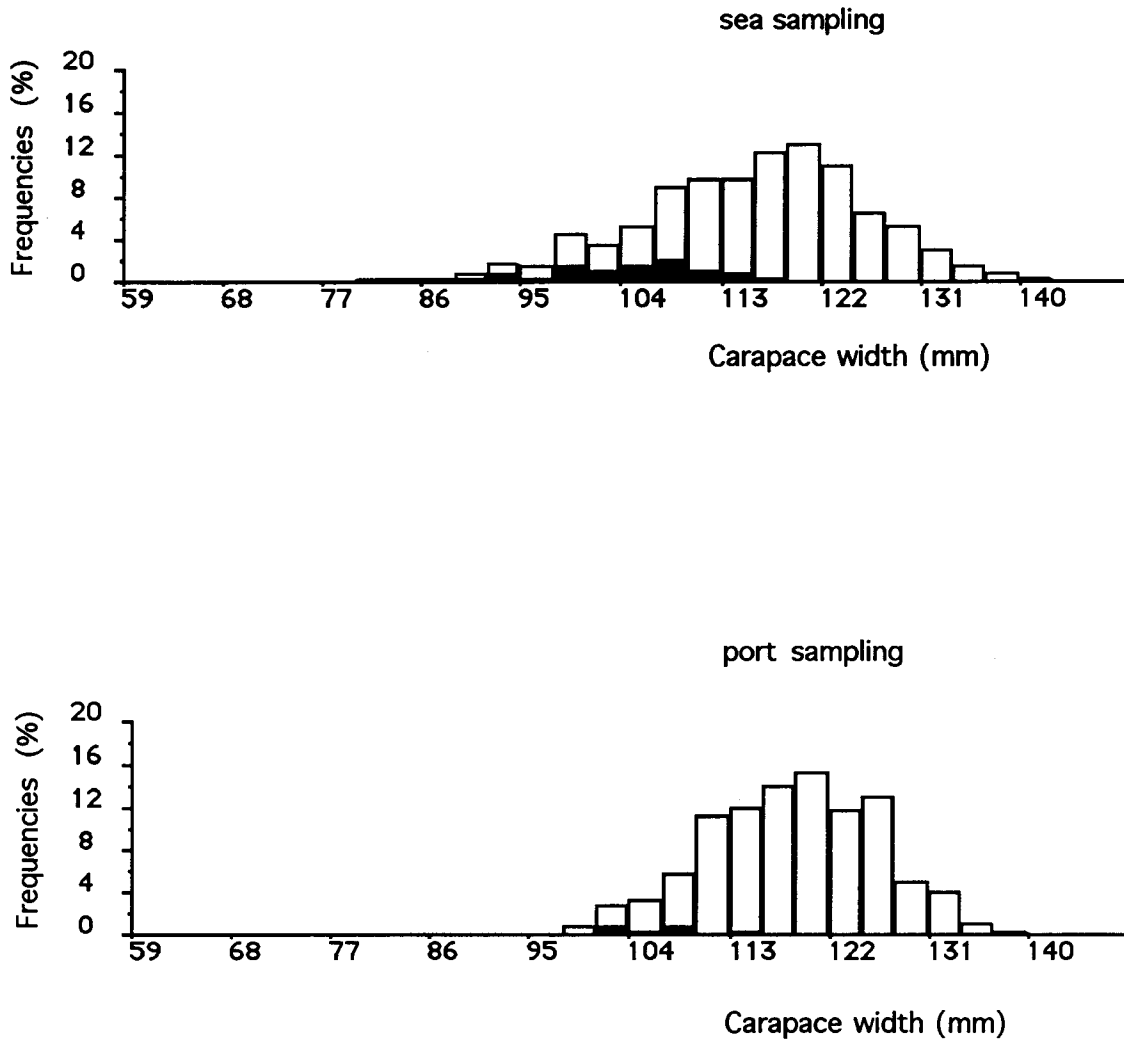 sea sampling
Frequencies (%)
20
16
12
8
4
0
59 68 77 86 95 104 113 122 131 140
Carapace width (mm)
port sampling
Frequencies (%)
20
16
12
8
4
0
59 68 77 86 95 104 113 122 131 140
Carapace width (mm)